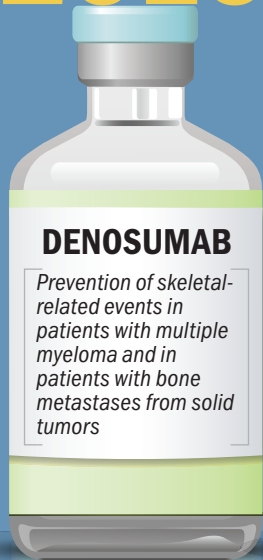 DENOSUMAB
Prevention of skeletal-
related events in
patients with multiple
myeloma and in
patients with bone
metastases from solid
tumors